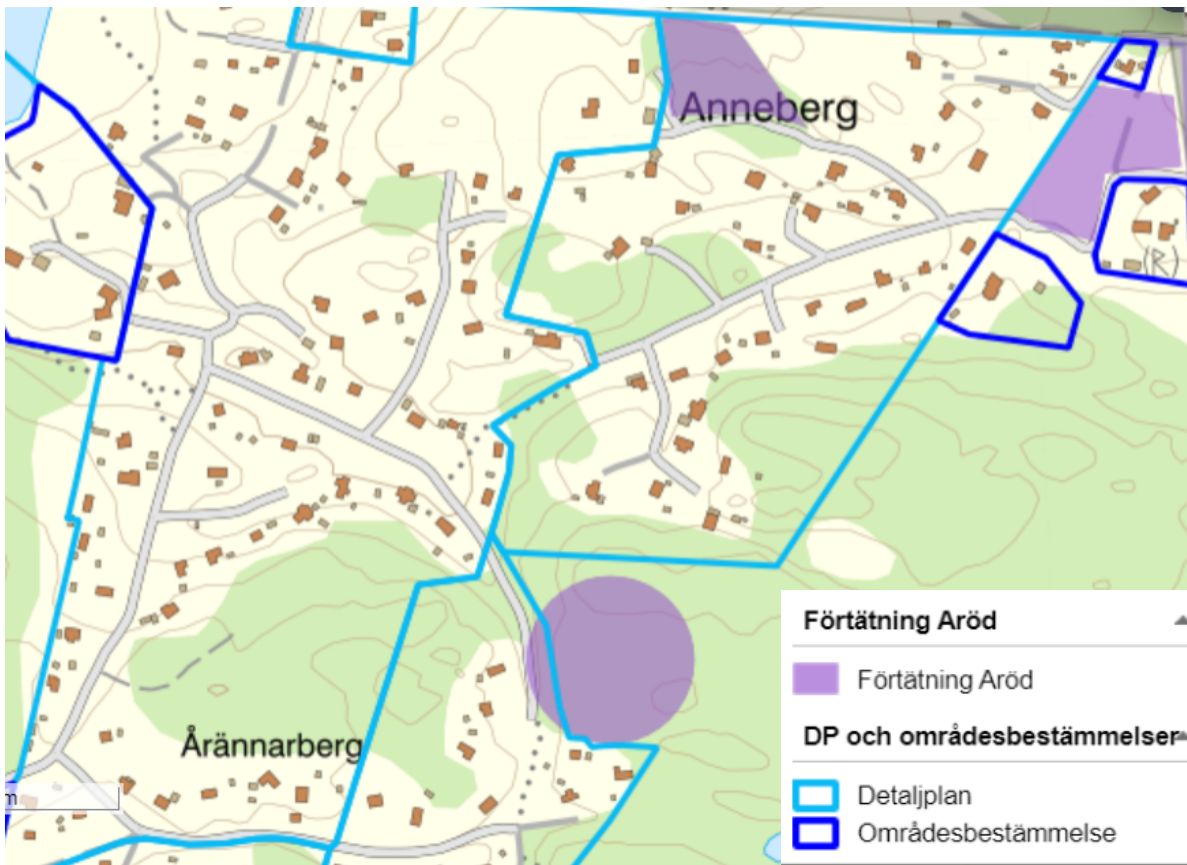 Anneberg
(R)
Årännarberg
m
Förtätning Aröd
Förtätning Aröd
DP och områdesbestämmelser
Detaljplan
Områdesbestämmelse